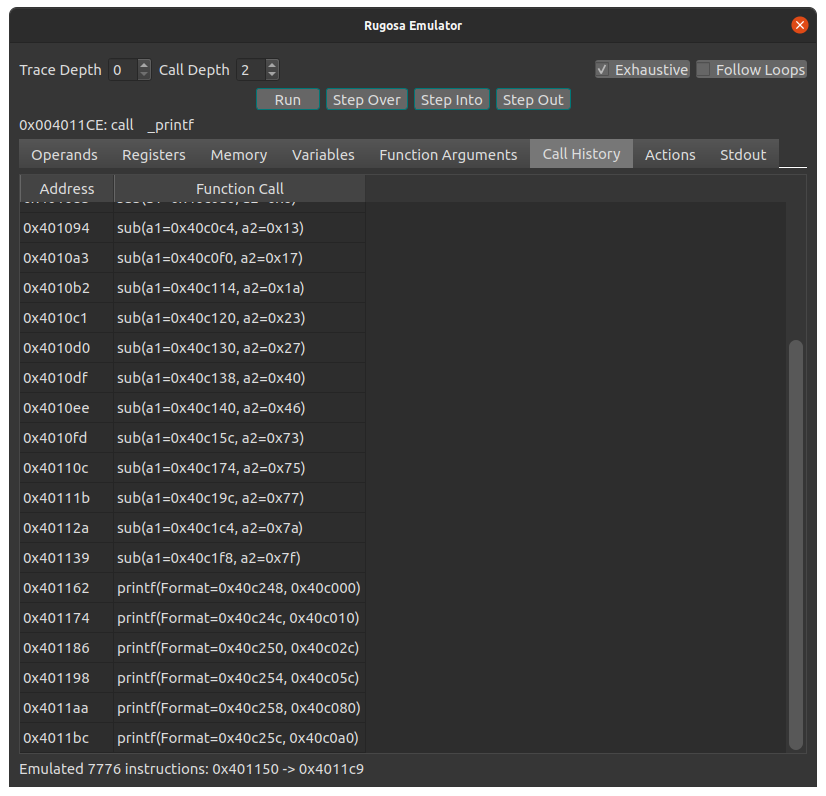 Rugosa Emulator
Trace Depth 0 Call Depth 2 Exhaustive Follow Loops
Run Step Over Step Into Step Out
0x004011CE: call _printf
Operands Registers Memory Variables Function Arguments Call History Actions Stdout
Address Function Call
0x401094 sub(a1=0x40c0c4, a2=0x13)
0x4010a3 sub(a1=0x40c0f0, a2=0x17)
0x4010b2 sub(a1=0x40c114, a2=0x1a)
0x4010c1 sub(a1=0x40c120, a2=0x23)
0x4010d0 sub(a1=0x40c130, a2=0x27)
0x4010df sub(a1=0x40c138, a2=0x40)
0x4010ee sub(a1=0x40c140, a2=0x46)
0x4010fd sub(a1=0x40c15c, a2=0x73)
0x40110c sub(a1=0x40c174, a2=0x75)
0x40111b sub(a1=0x40c19c, a2=0x77)
0x40112a sub(a1=0x40c1c4, a2=0x7a)
0x401139 sub(a1=0x40c1f8, a2=0x7f)
0x401162 printf(Format=0x40c248, 0x40c000)
0x401174 printf(Format=0x40c24c, 0x40c010)
0x401186 printf(Format=0x40c250, 0x40c02c)
0x401198 printf(Format=0x40c254, 0x40c05c)
0x4011aa printf(Format=0x40c258, 0x40c080)
0x4011bc printf(Format=0x40c25c, 0x40c0a0)
Emulated 7776 instructions: 0x401150 -> 0x4011c9